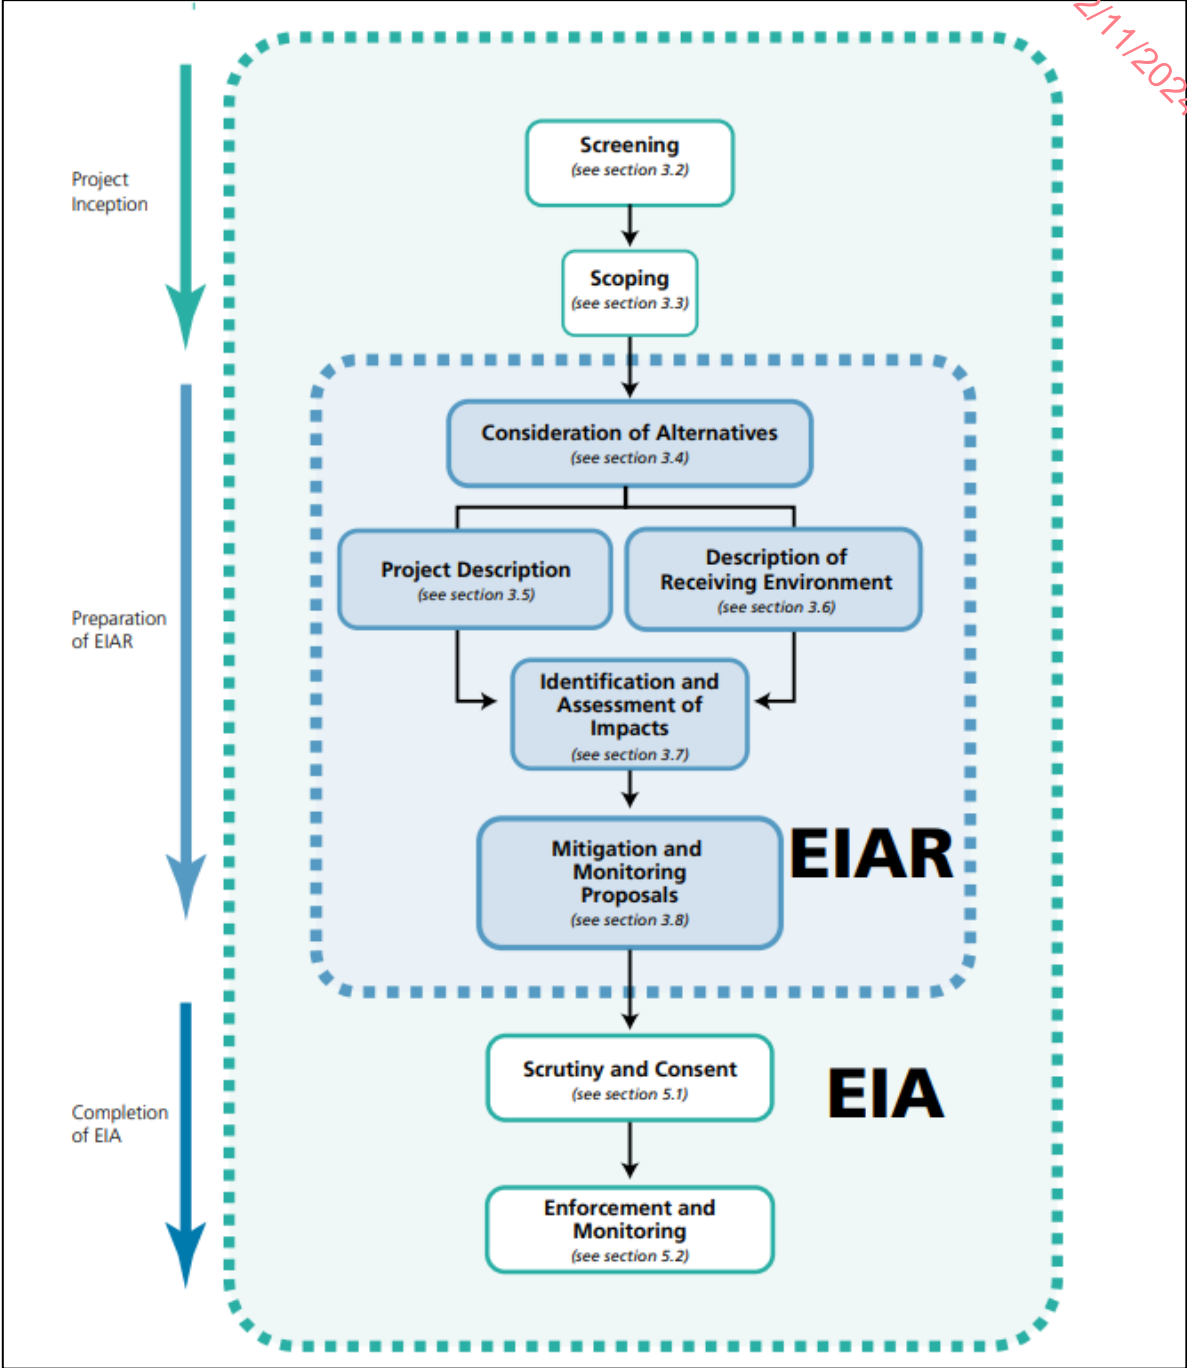 2/11/2024
Screening
(see section 3.2)
Project
Inception
Scoping
(see section 3.3)
Consideration of Alternatives
(see section 3.4)
Project Description
(see section 3.5)
Description of
Receiving Environment
(see section 3.6)
Preparation
of EIAR
Identification and
Assessment of
Impacts
(see section 3.7)
Mitigation and
Monitoring
Proposals
(see section 3.8)
EIAR
Scrutiny and Consent
(see section 5.1)
EIA
Completion
of EIA
Enforcement and
Monitoring
(see section 5.2)